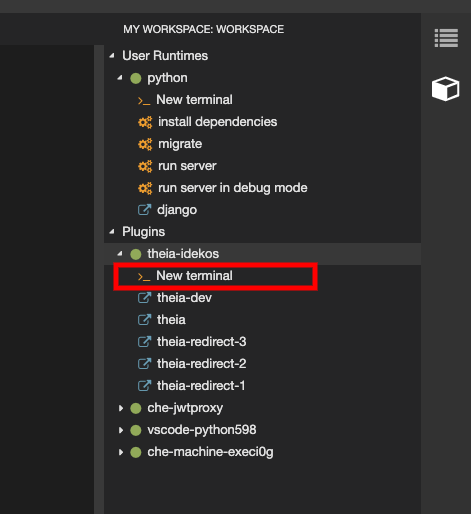 MY WORKSPACE: WORKSPACE
User Runtimes
python
New terminal
install dependencies
migrate
run server
run server in debug mode
django
Plugins
theia-idekos
New terminal
theia-dev
theia
theia-redirect-3
theia-redirect-2
theia-redirect-1
che-jwtproxy
vscode-python598
che-machine-execi0g